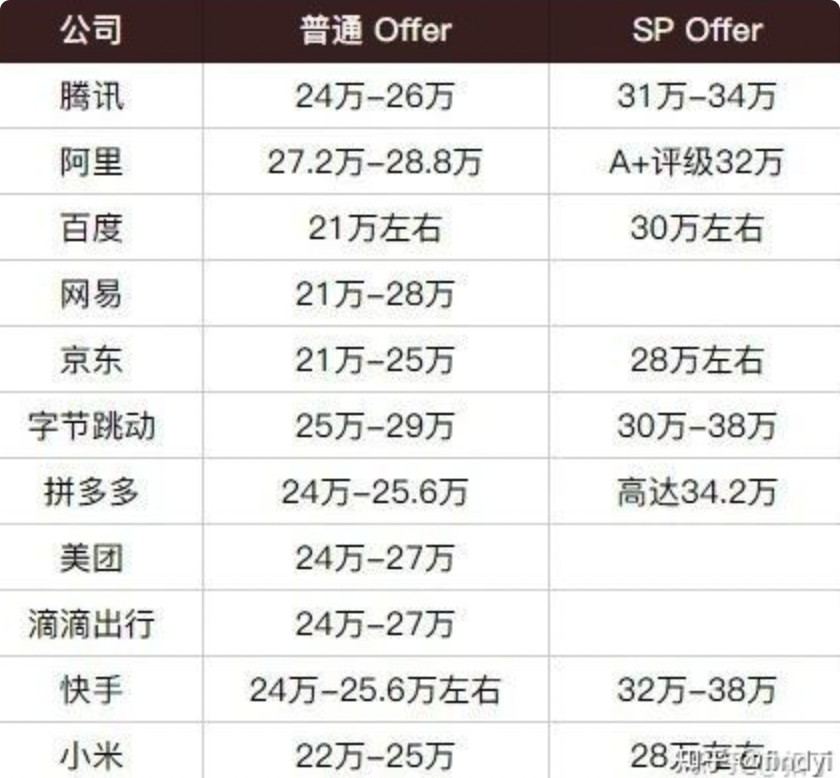 公司 普通 Offer SP Offer
腾讯 24万-26万 31万-34万
阿里 27.2万-28.8万 A+评级32万
百度 21万左右 30万左右
网易 21万-28万
京东 21万-25万 28万左右
字节跳动 25万-29万 30万-38万
拼多多 24万-25.6万 高达34.2万
美团 24万-27万
滴滴出行 24万-27万
快手 24万-25.6万左右 32万-38万
小米 22万-25万 28万左右
知乎 @findyi